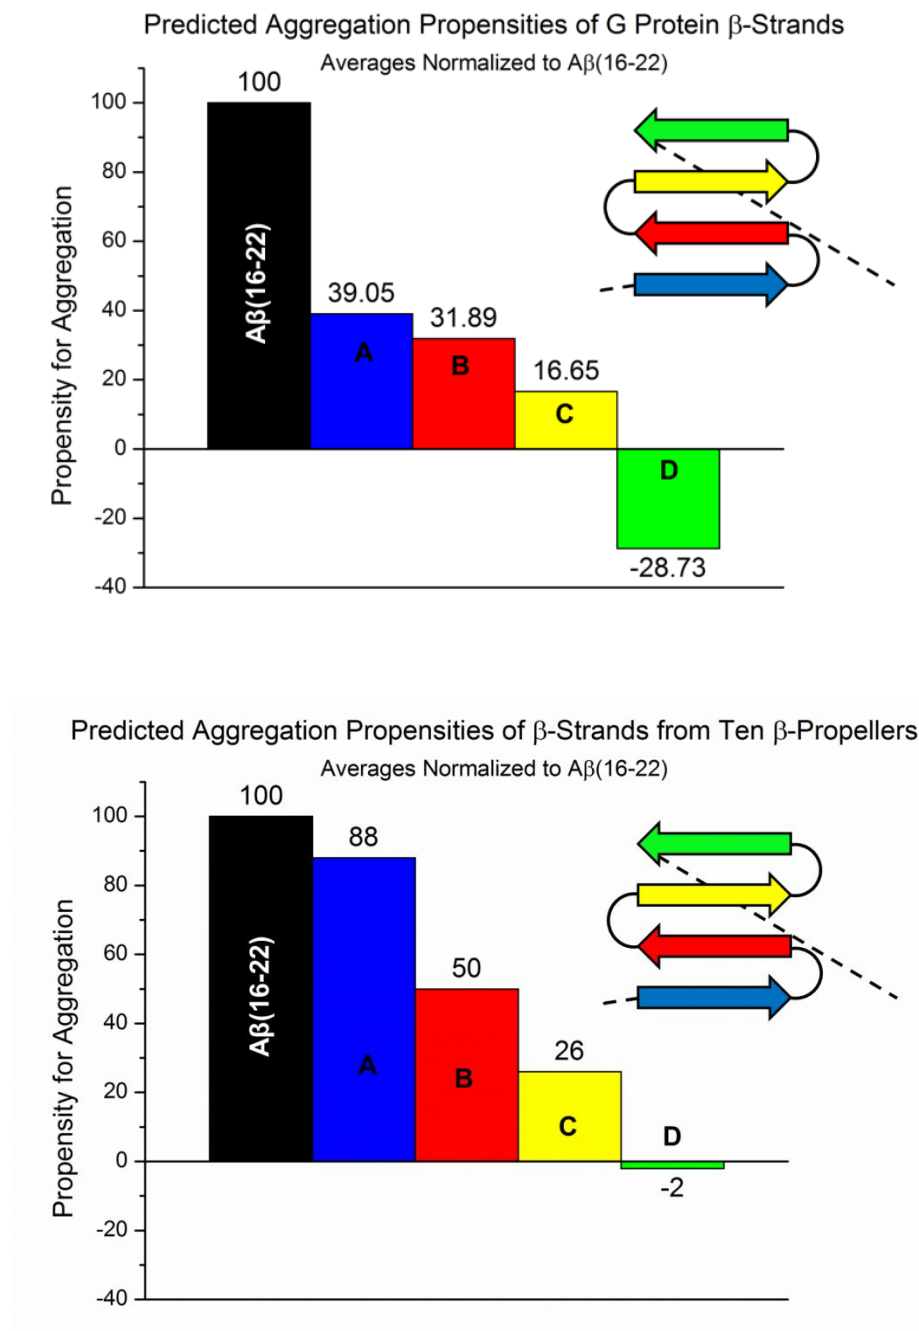 Predicted Aggregation Propensities of G Protein β-Strands
Averages Normalized to Aβ(16-22)
Propensity for Aggregation
100
80
60
40
20
0
-20
-40
100
Aβ(16-22)
39.05
A
31.89
B
16.65
C
D
-28.73
Predicted Aggregation Propensities of β-Strands from Ten β-Propellers
Averages Normalized to Aβ(16-22)
Propensity for Aggregation
100
80
60
40
20
0
-20
-40
100
Aβ(16-22)
88
A
50
B
26
C
D
-2